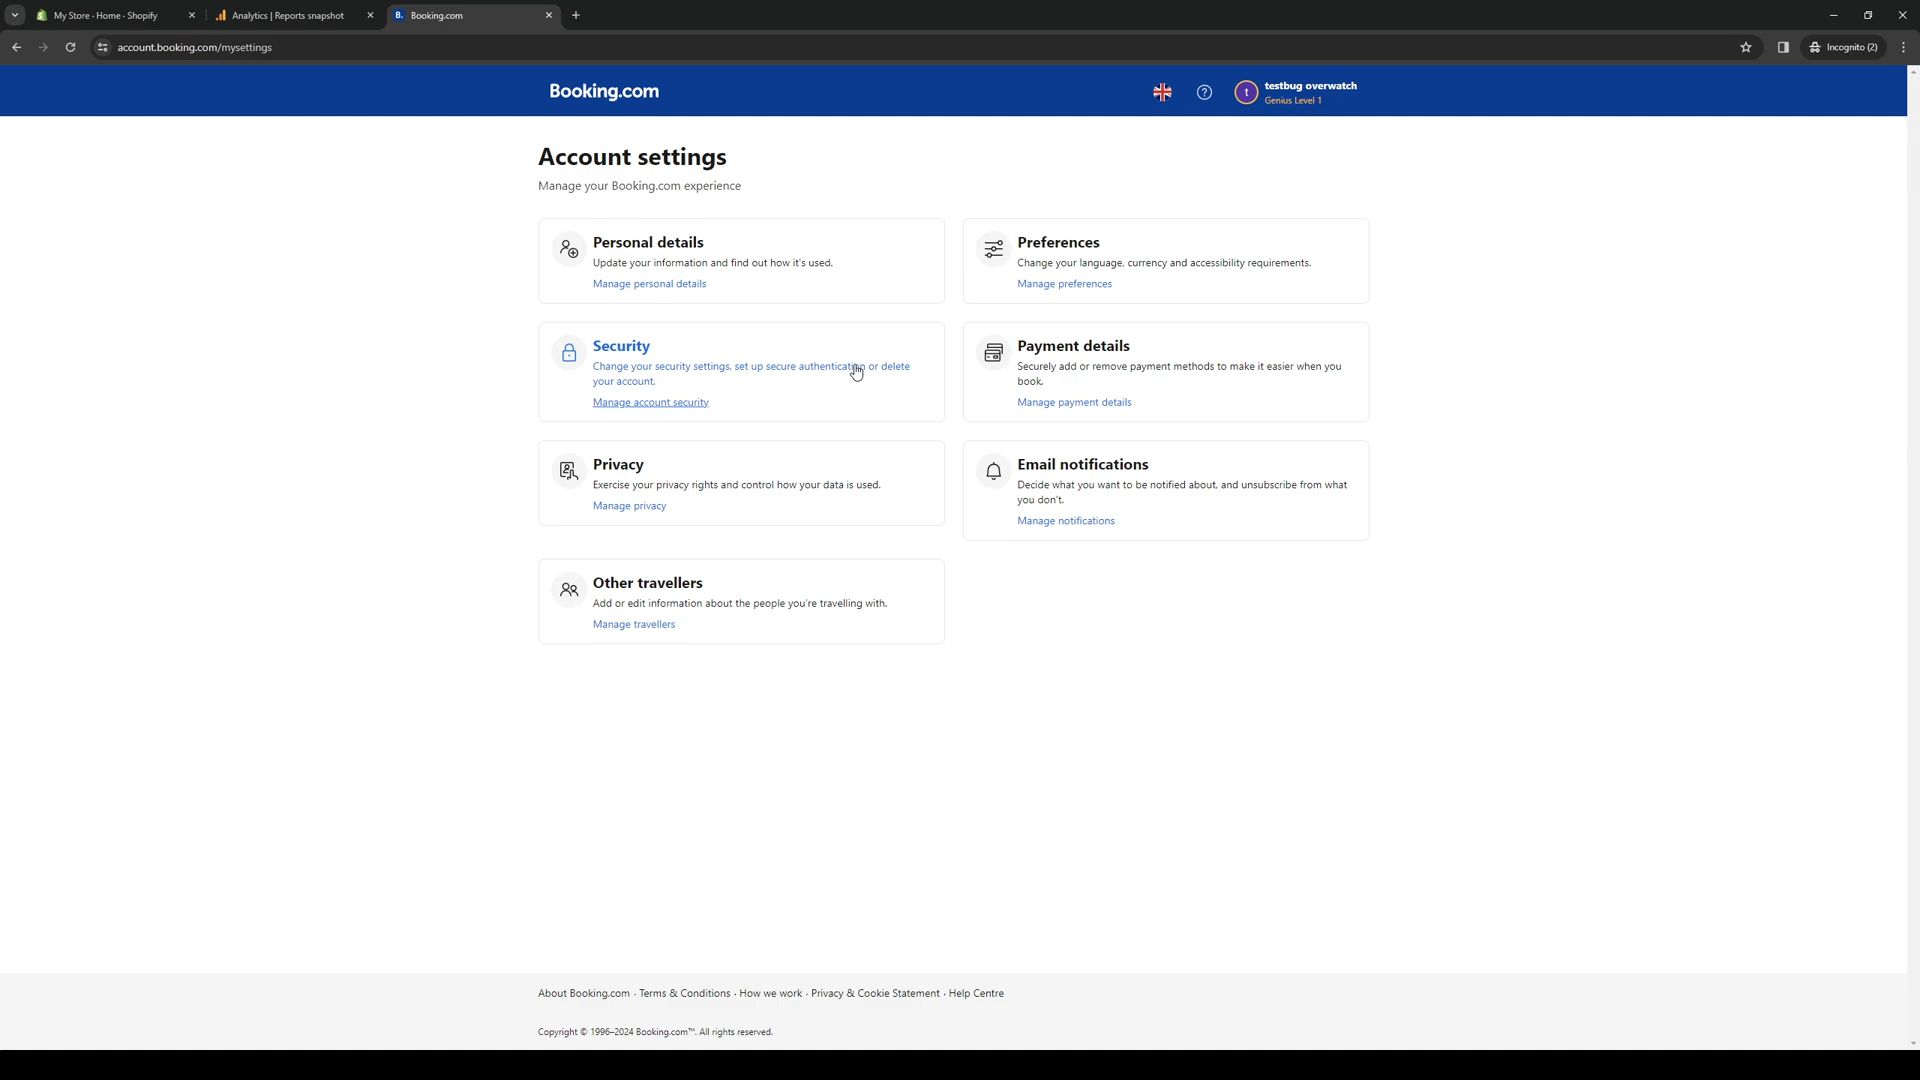 My Store · Home · Shopify
Analytics | Reports snapshot
B. Booking.com
account.booking.com/mysettings
Incognito (2)
Booking.com
t
testbug overwatch
Genius Level 1
Account settings
Manage your Booking.com experience
Personal details
Update your information and find out how it's used.
Manage personal details
Preferences
Change your language, currency and accessibility requirements.
Manage preferences
Security
Change your security settings, set up secure authentication or delete
your account.
Manage account security
Payment details
Securely add or remove payment methods to make it easier when you
book.
Manage payment details
Privacy
Exercise your privacy rights and control how your data is used.
Manage privacy
Email notifications
Decide what you want to be notified about, and unsubscribe from what
you don't.
Manage notifications
Other travellers
Add or edit information about the people you're travelling with.
Manage travellers
About Booking.com · Terms & Conditions · How we work · Privacy & Cookie Statement · Help Centre
Copyright © 1996–2024 Booking.com™. All rights reserved.